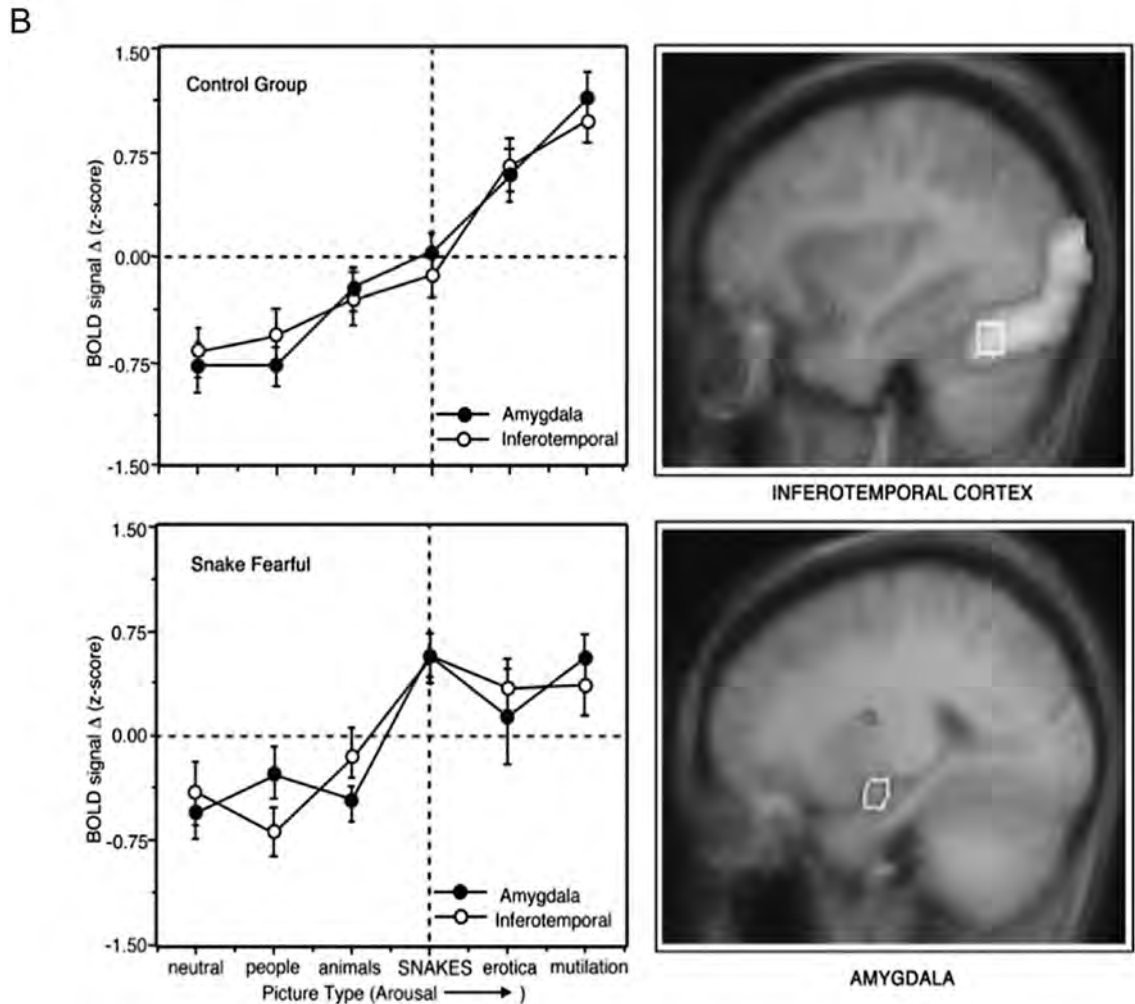 B
1.50
0.75
0.00
-0.75
-1.50
BOLD signal Δ (z-score)
Control Group
Amygdala
Inferotemporal
INFEROTEMPORAL CORTEX
1.50
0.75
0.00
-0.75
-1.50
BOLD signal Δ (z-score)
Snake Fearful
Amygdala
Inferotemporal
neutral people animals SNAKES erotica mutilation
Picture Type (Arousal ⟶ )
AMYGDALA